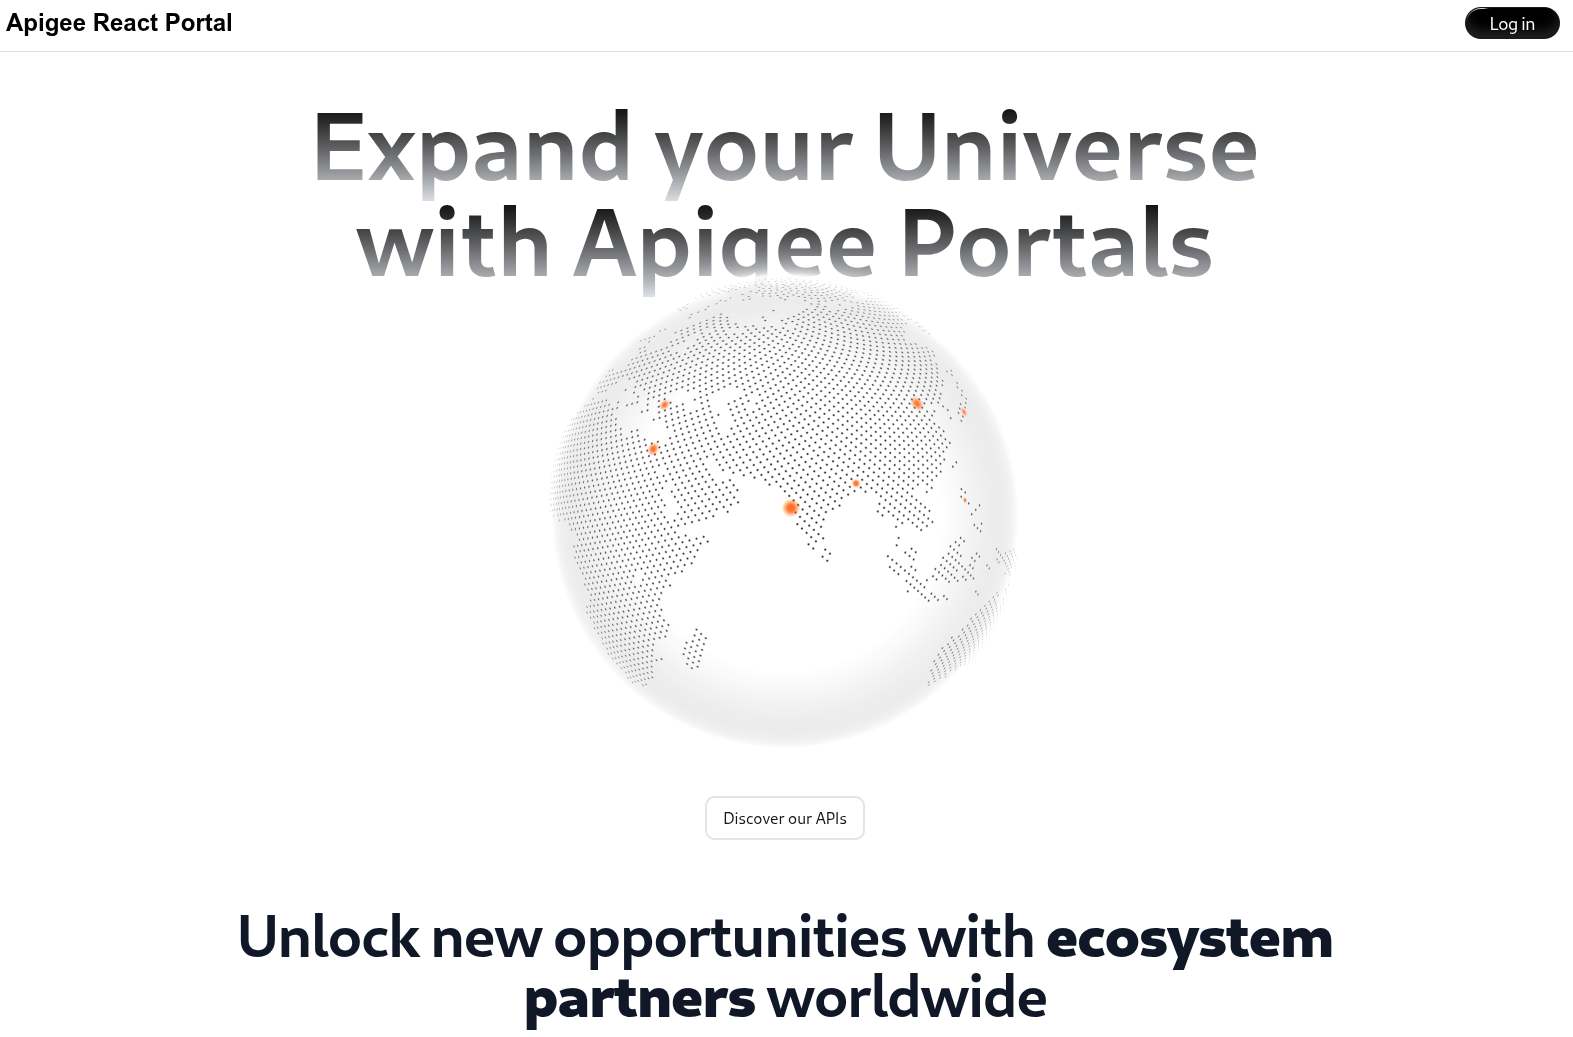 Apigee React Portal
Log in
Expand your Universe
with Apigee Portals
Discover our APIs
Unlock new opportunities with ecosystem
partners worldwide